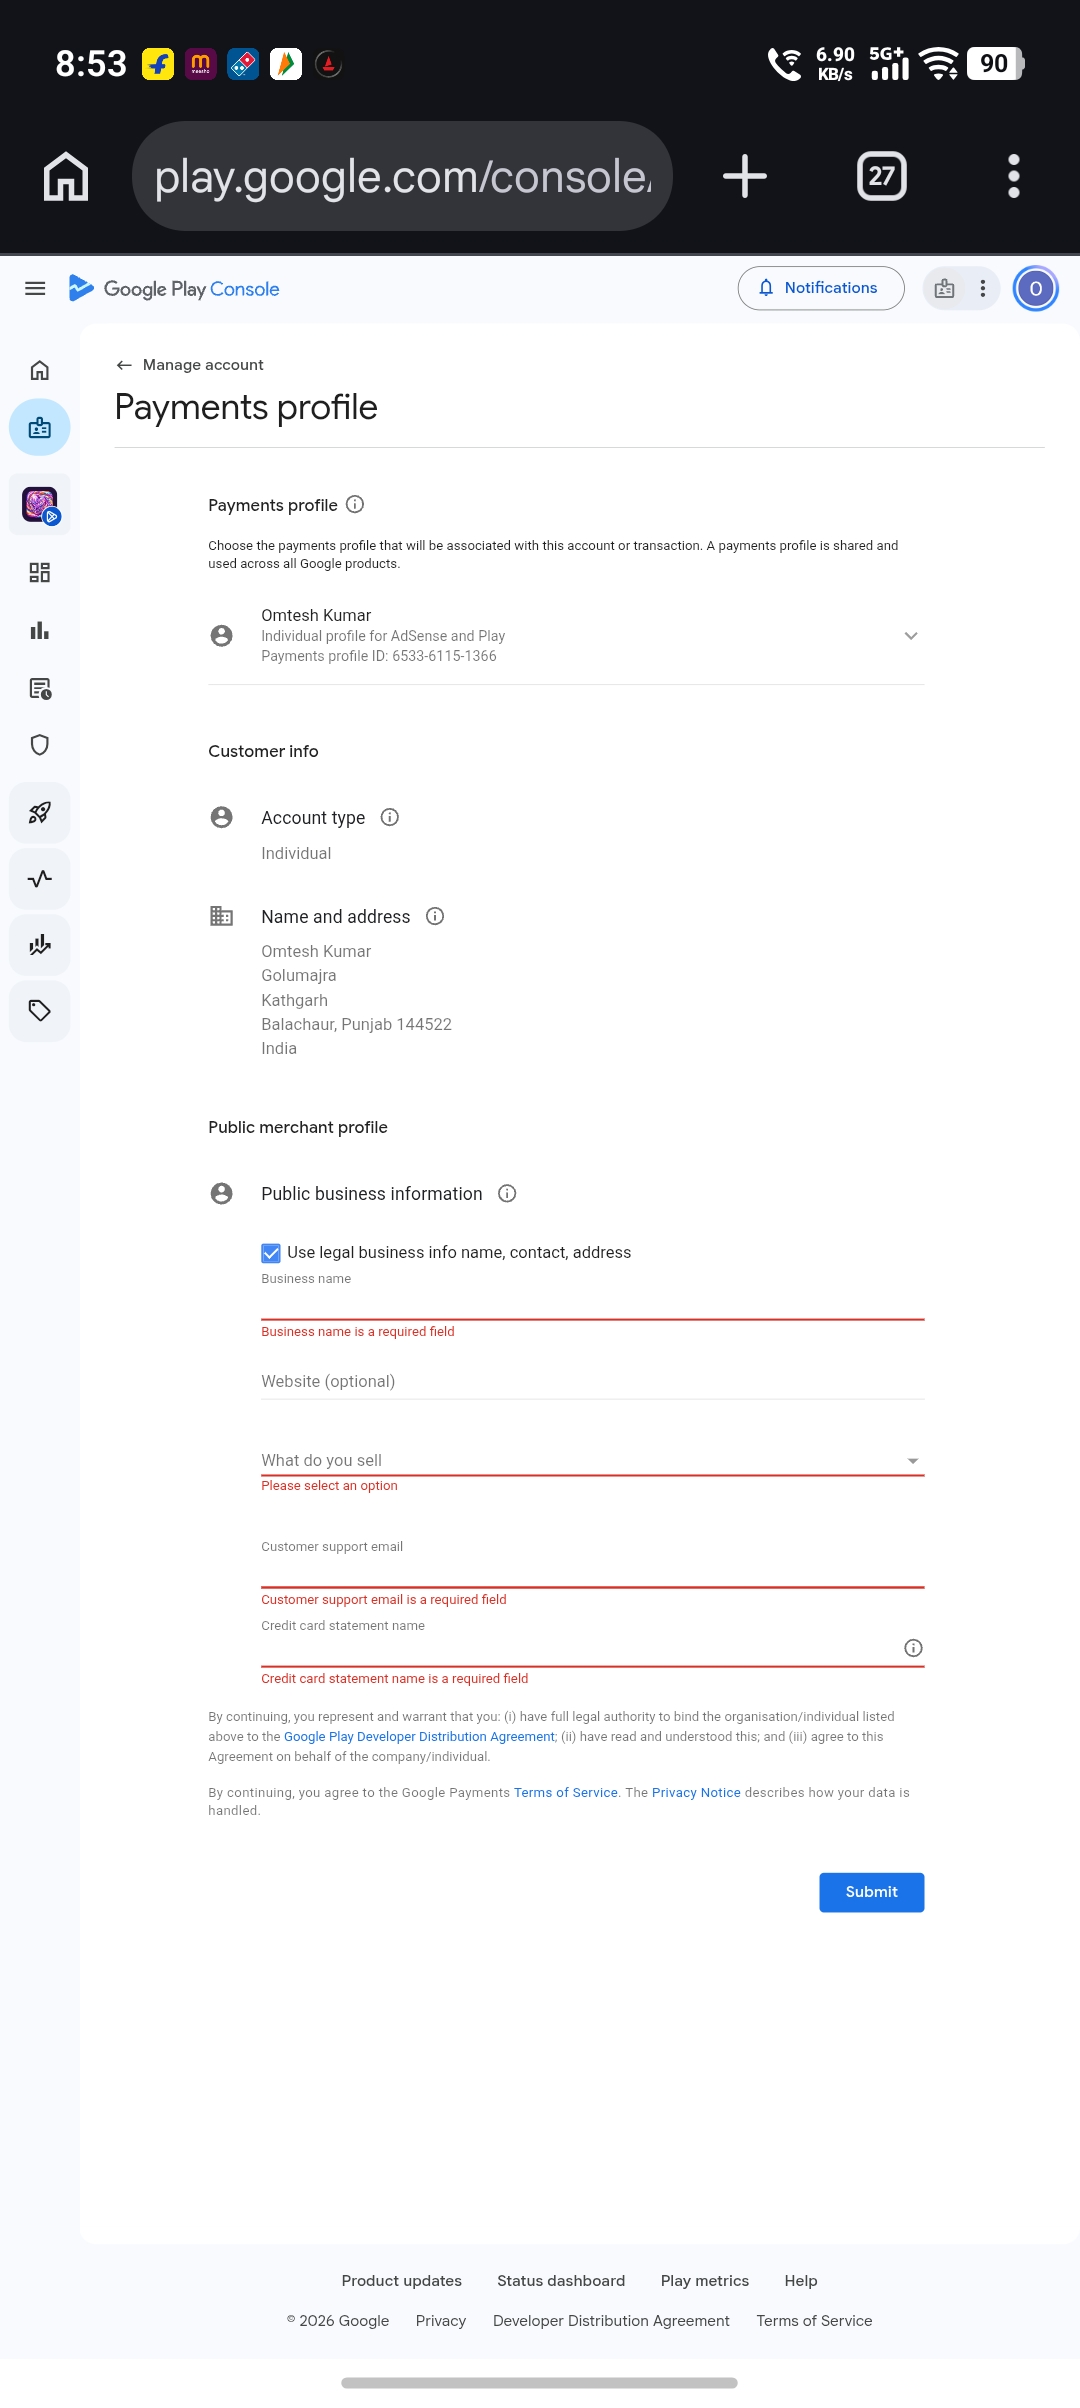 8:53
6.90
KB/s
5G+
90
play.google.com/console/
27
Google Play Console
Notifications
O
Manage account
Payments profile
Payments profile
Choose the payments profile that will be associated with this account or transaction. A payments profile is shared and
used across all Google products.
Omtesh Kumar
Individual profile for AdSense and Play
Payments profile ID: 6533-6115-1366
Customer info
Account type
Individual
Name and address
Omtesh Kumar
Golumajra
Kathgarh
Balachaur, Punjab 144522
India
Public merchant profile
Public business information
Use legal business info name, contact, address
Business name
Business name is a required field
Website (optional)
What do you sell
Please select an option
Customer support email
Customer support email is a required field
Credit card statement name
Credit card statement name is a required field
By continuing, you represent and warrant that you: (i) have full legal authority to bind the organisation/individual listed
above to the Google Play Developer Distribution Agreement; (ii) have read and understood this; and (iii) agree to this
Agreement on behalf of the company/individual.
By continuing, you agree to the Google Payments Terms of Service. The Privacy Notice describes how your data is
handled.
Submit
Product updates Status dashboard Play metrics Help
© 2026 Google Privacy Developer Distribution Agreement Terms of Service